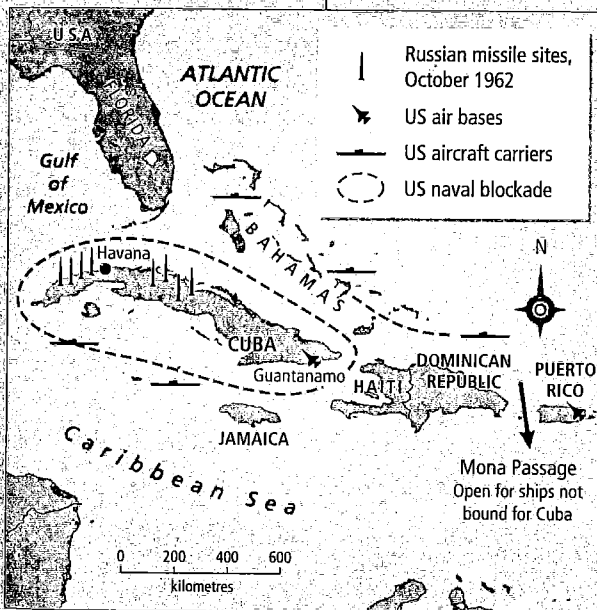 U.S.A
FLORIDA
ATLANTIC
OCEAN
Gulf
of
Mexico
Russian missile sites,
October 1962
US air bases
US aircraft carriers
US naval blockade
BAHAMAS
N
Havana
CUBA
Guantanamo
HAITI
DOMINICAN
REPUBLIC
PUERTO
RICO
JAMAICA
Mona Passage
Open for ships not
bound for Cuba
Caribbean Sea
0 200 400 600
kilometres